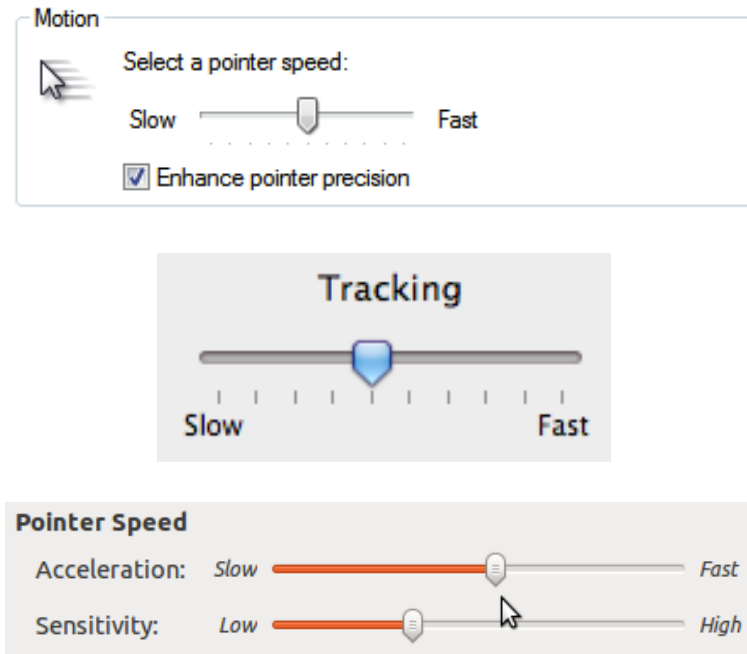 Motion
Select a pointer speed:
Slow Fast
Enhance pointer precision
Tracking
Slow Fast
Pointer Speed
Acceleration: Slow Fast
Sensitivity: Low High